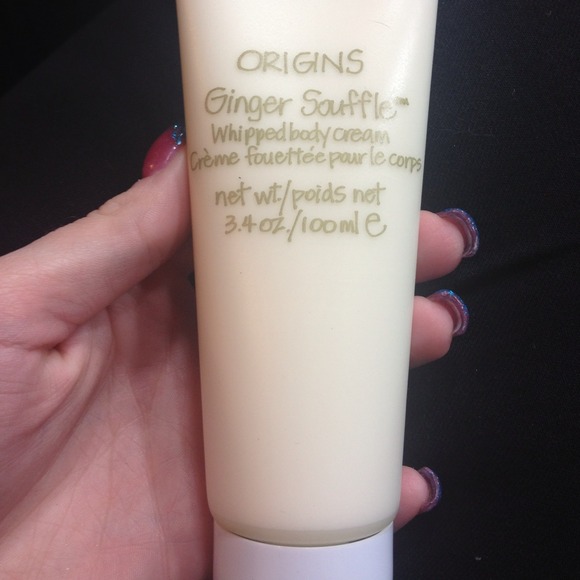 ORIGINS
Ginger Souffle™
Whipped body cream
Crème fouettée pour le corps
net wt./poids net
3.4 oz./100 ml e